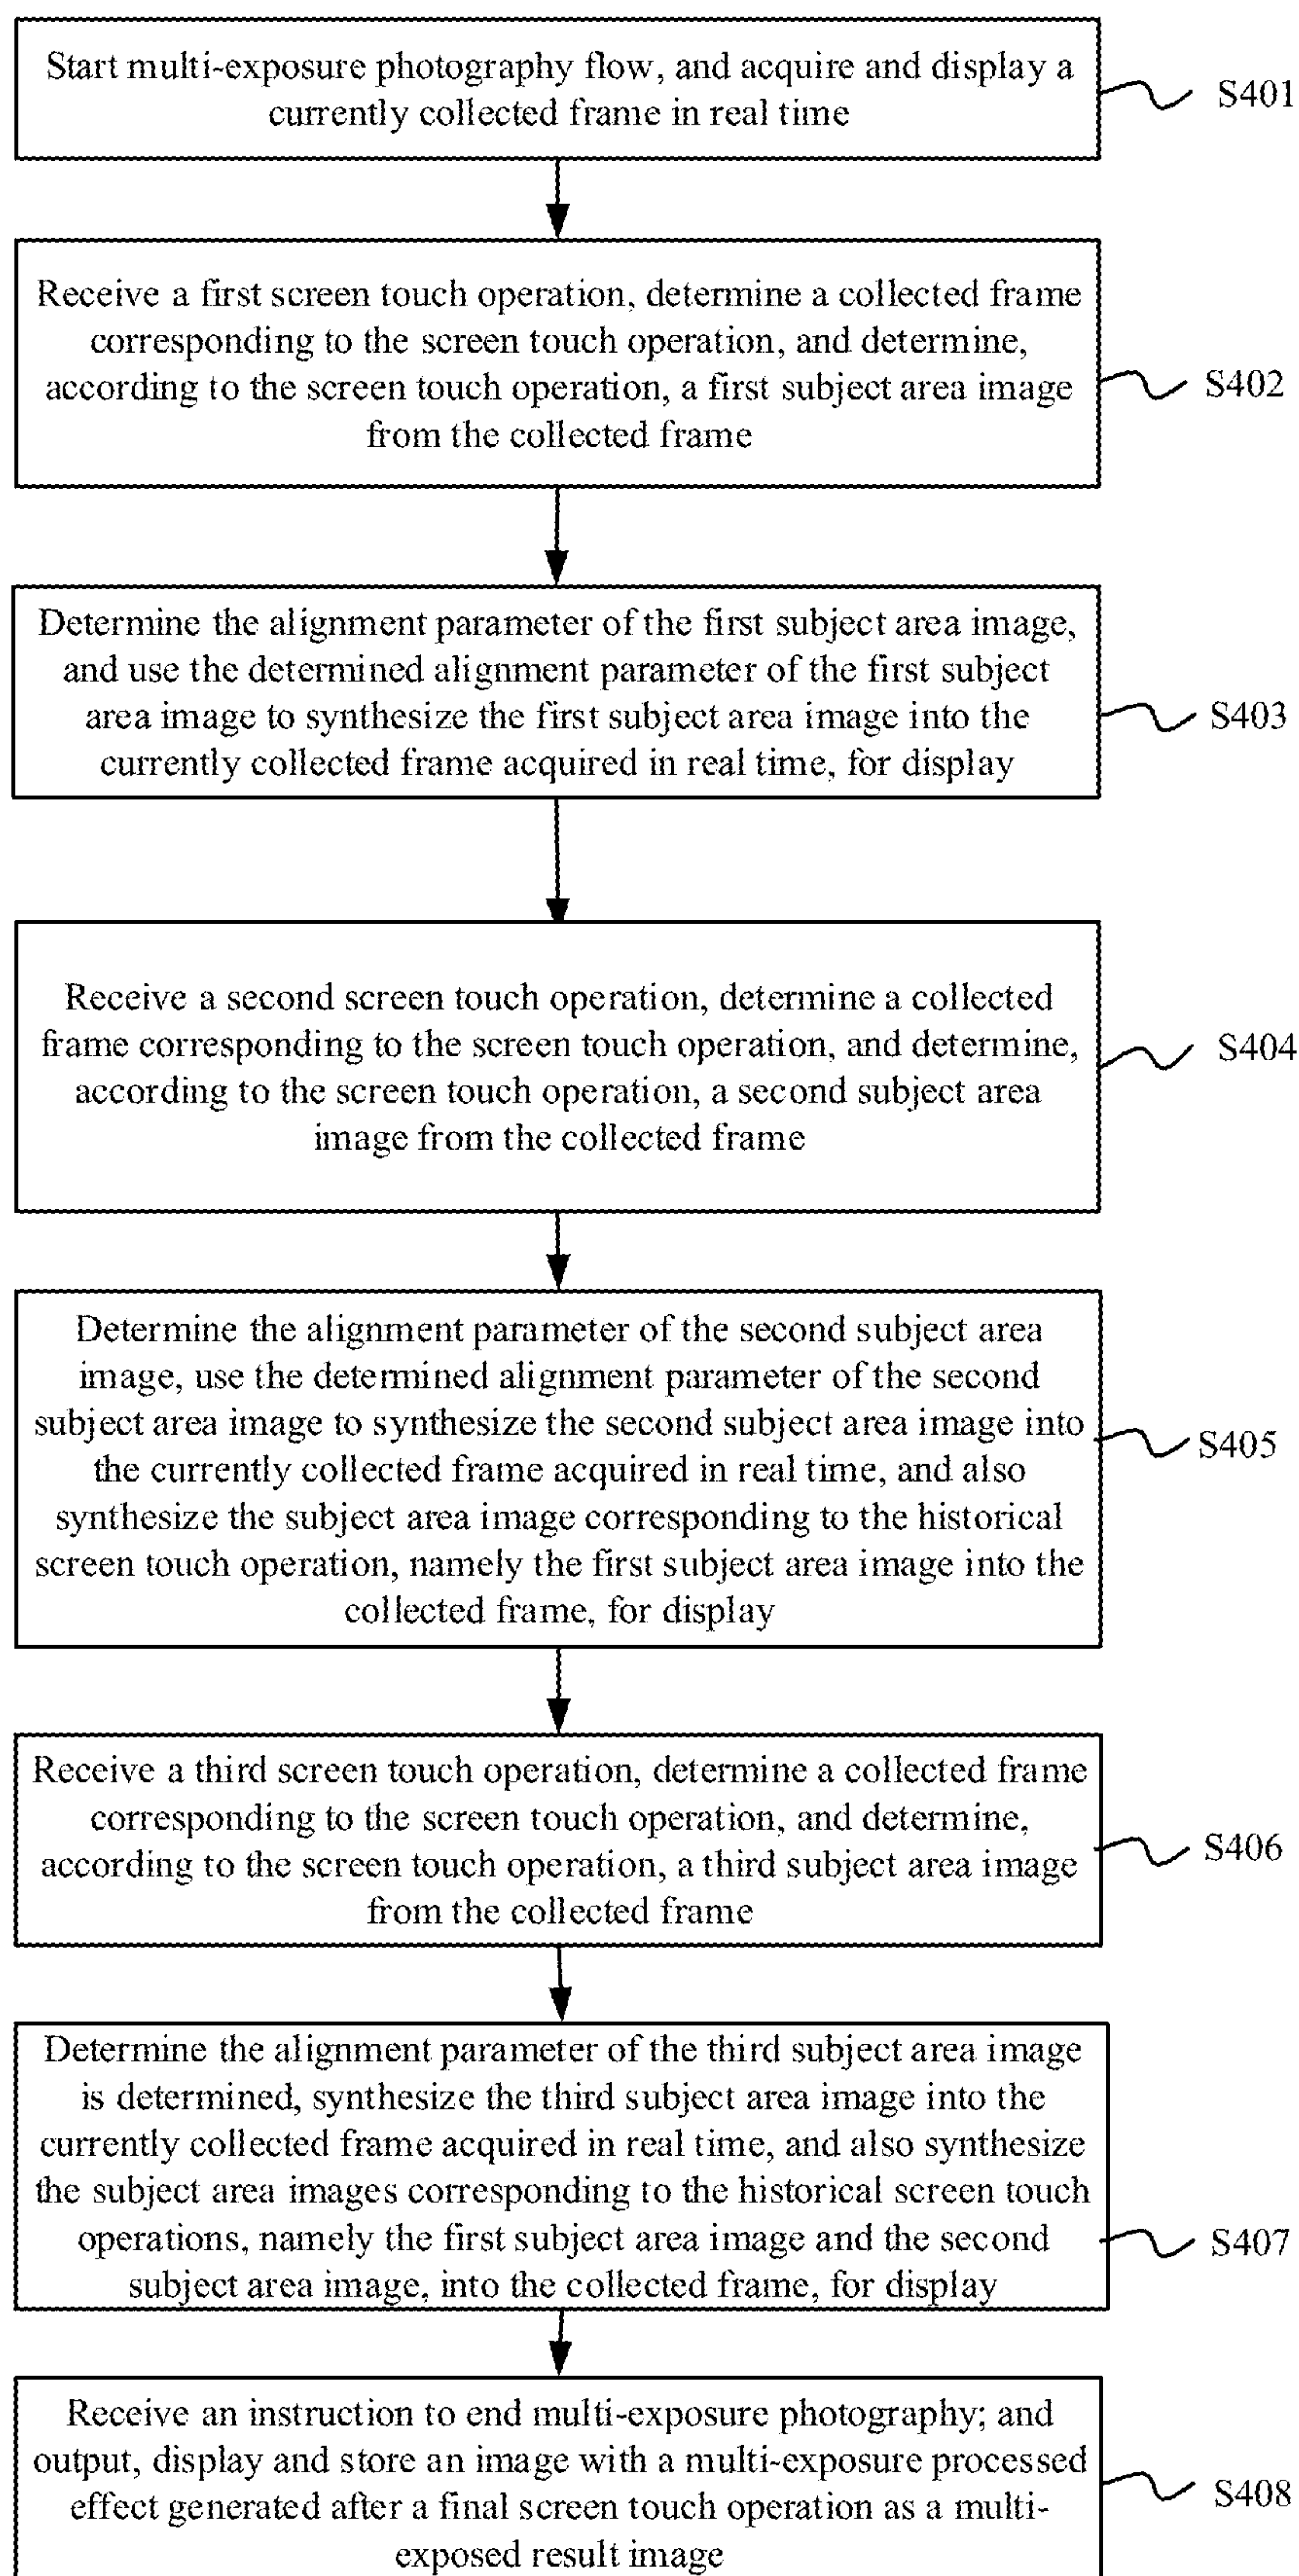 Start multi-exposure photography flow, and acquire and display a
currently collected frame in real time
S401
Receive a first screen touch operation, determine a collected frame
corresponding to the screen touch operation, and determine,
according to the screen touch operation, a first subject area image
from the collected frame
S402
Determine the alignment parameter of the first subject area image,
and use the determined alignment parameter of the first subject
area image to synthesize the first subject area image into the
currently collected frame acquired in real time, for display
S403
Receive a second screen touch operation, determine a collected
frame corresponding to the screen touch operation, and determine,
according to the screen touch operation, a second subject area
image from the collected frame
S404
Determine the alignment parameter of the second subject area
image, use the determined alignment parameter of the second
subject area image to synthesize the second subject area image into
the currently collected frame acquired in real time, and also
synthesize the subject area image corresponding to the historical
screen touch operation, namely the first subject area image into the
collected frame, for display
S405
Receive a third screen touch operation, determine a collected frame
corresponding to the screen touch operation, and determine,
according to the screen touch operation, a third subject area image
from the collected frame
S406
Determine the alignment parameter of the third subject area image
is determined, synthesize the third subject area image into the
currently collected frame acquired in real time, and also synthesize
the subject area images corresponding to the historical screen touch
operations, namely the first subject area image and the second
subject area image, into the collected frame, for display
S407
Receive an instruction to end multi-exposure photography; and
output, display and store an image with a multi-exposure processed
effect generated after a final screen touch operation as a multi-
exposed result image
S408